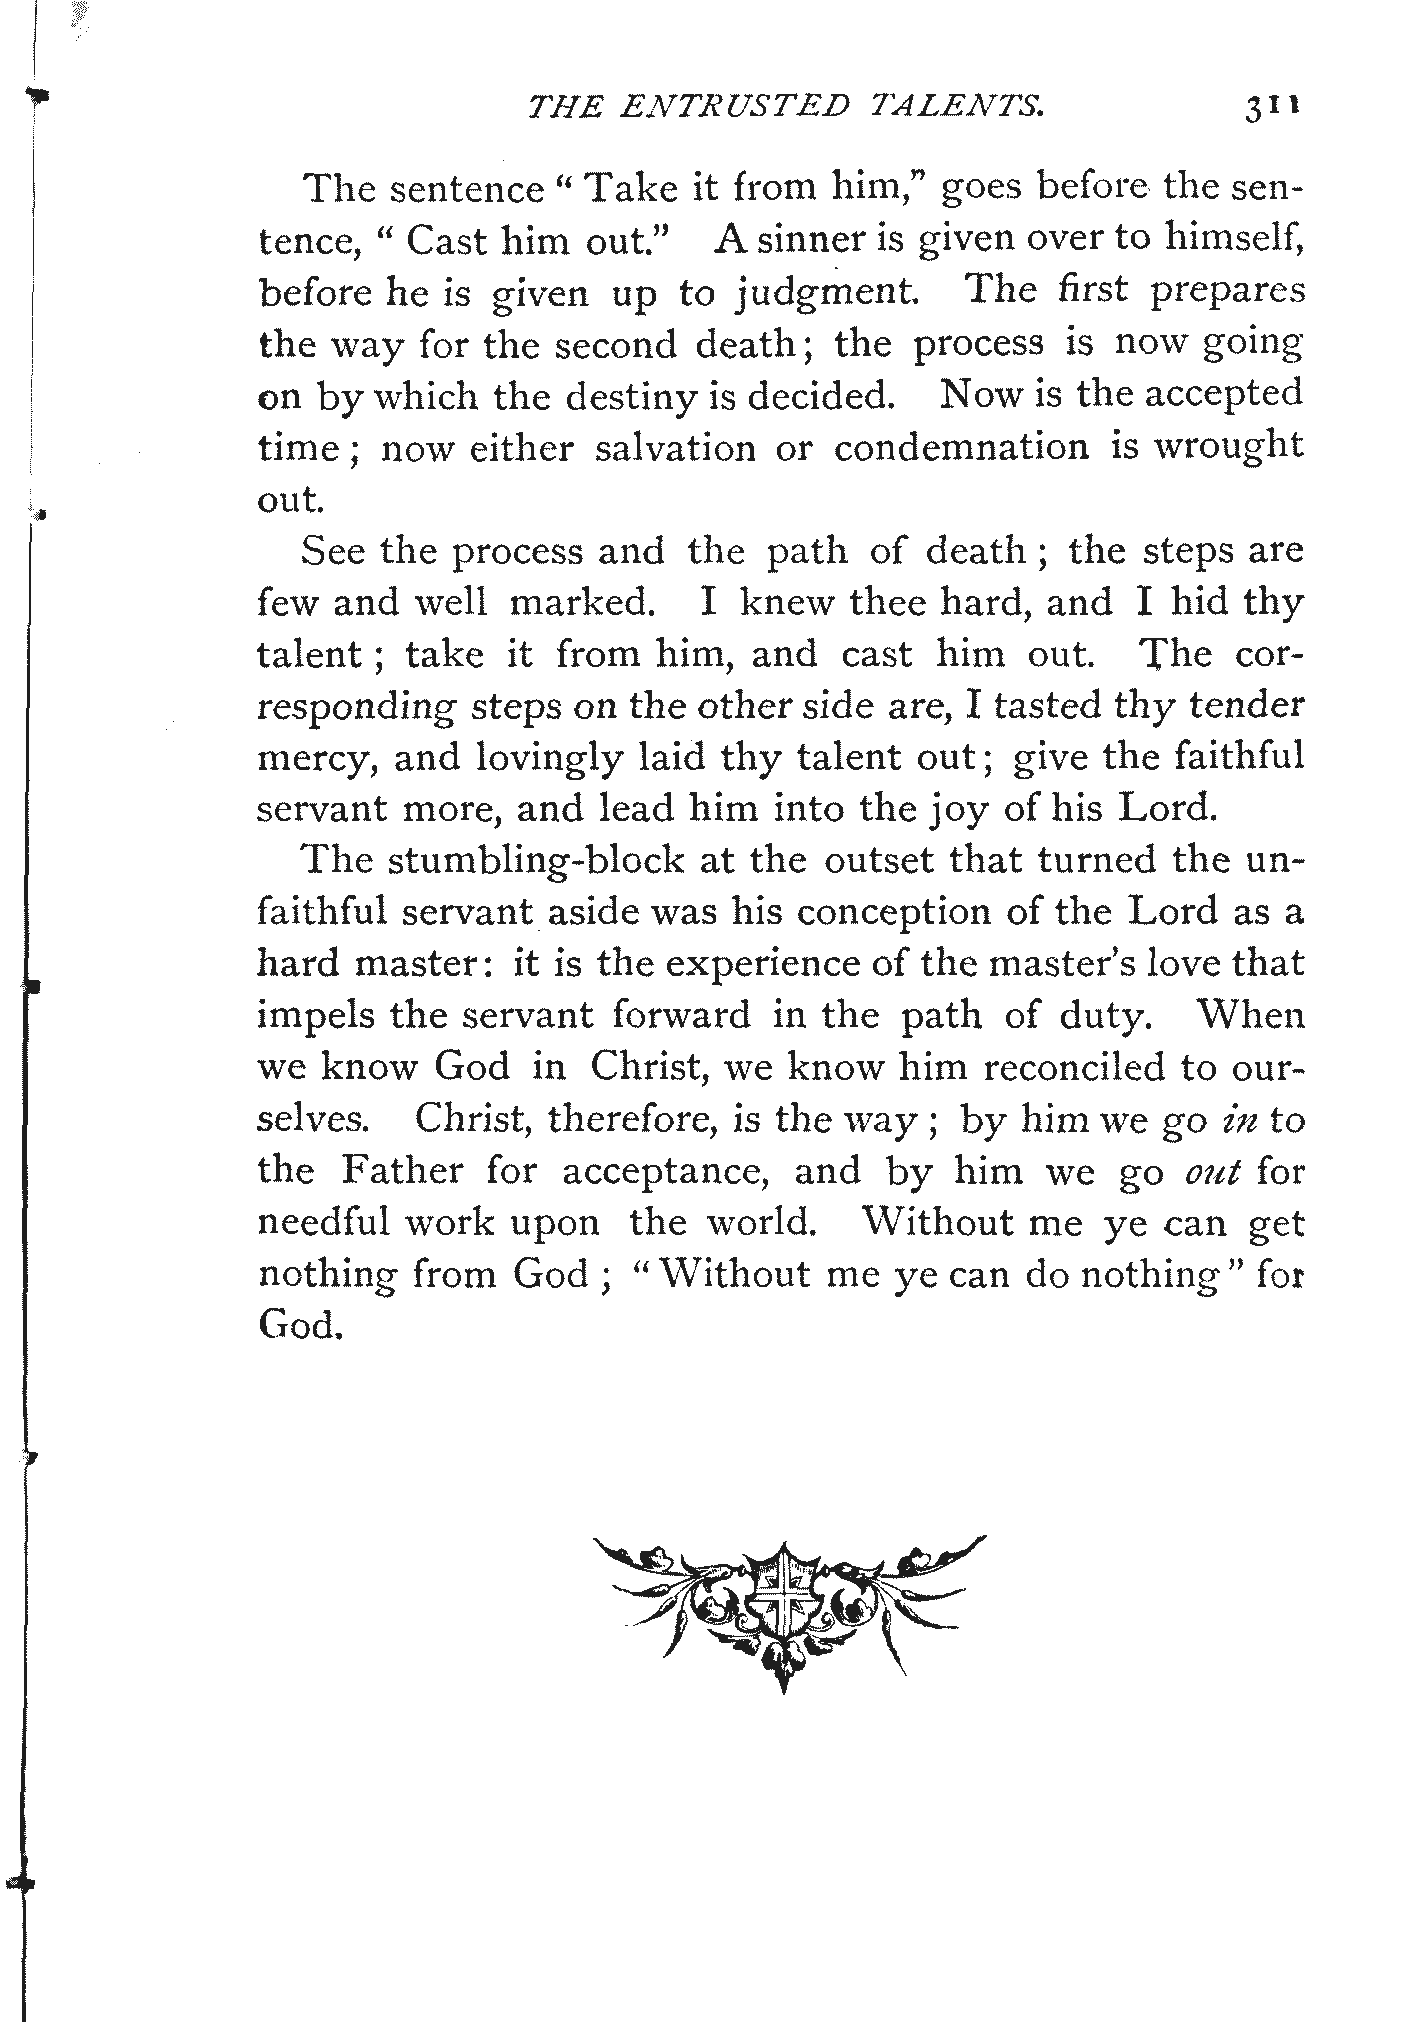 THE ENTRUSTED TALENTS. 311
The sentence “ Take it from him,” goes before the sen-
tence, “ Cast him out.” A sinner is given over to himself,
before he is given up to judgment. The first prepares
the way for the second death; the process is now going
on by which the destiny is decided. Now is the accepted
time ; now either salvation or condemnation is wrought
out.
See the process and the path of death ; the steps are
few and well marked. I knew thee hard, and I hid thy
talent ; take it from him, and cast him out. The cor-
responding steps on the other side are, I tasted thy tender
mercy, and lovingly laid thy talent out; give the faithful
servant more, and lead him into the joy of his Lord.
The stumbling-block at the outset that turned the un-
faithful servant aside was his conception of the Lord as a
hard master: it is the experience of the master’s love that
impels the servant forward in the path of duty. When
we know God in Christ, we know him reconciled to our-
selves. Christ, therefore, is the way ; by him we go in to
the Father for acceptance, and by him we go out for
needful work upon the world. Without me ye can get
nothing from God ; “ Without me ye can do nothing” for
God.